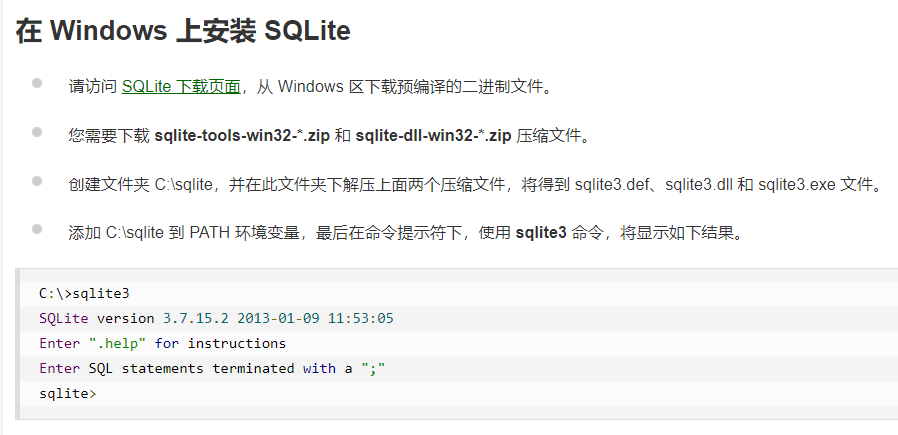 在 Windows 上安装 SQLite
请访问 SQLite 下载页面，从 Windows 区下载预编译的二进制文件。
您需要下载 sqlite-tools-win32-*.zip 和 sqlite-dll-win32-*.zip 压缩文件。
创建文件夹 C:\sqlite，并在此文件夹下解压上面两个压缩文件，将得到 sqlite3.def、sqlite3.dll 和 sqlite3.exe 文件。
添加 C:\sqlite 到 PATH 环境变量，最后在命令提示符下，使用 sqlite3 命令，将显示如下结果。
C:\>sqlite3
SQLite version 3.7.15.2 2013-01-09 11:53:05
Enter ".help" for instructions
Enter SQL statements terminated with a ";"
sqlite>